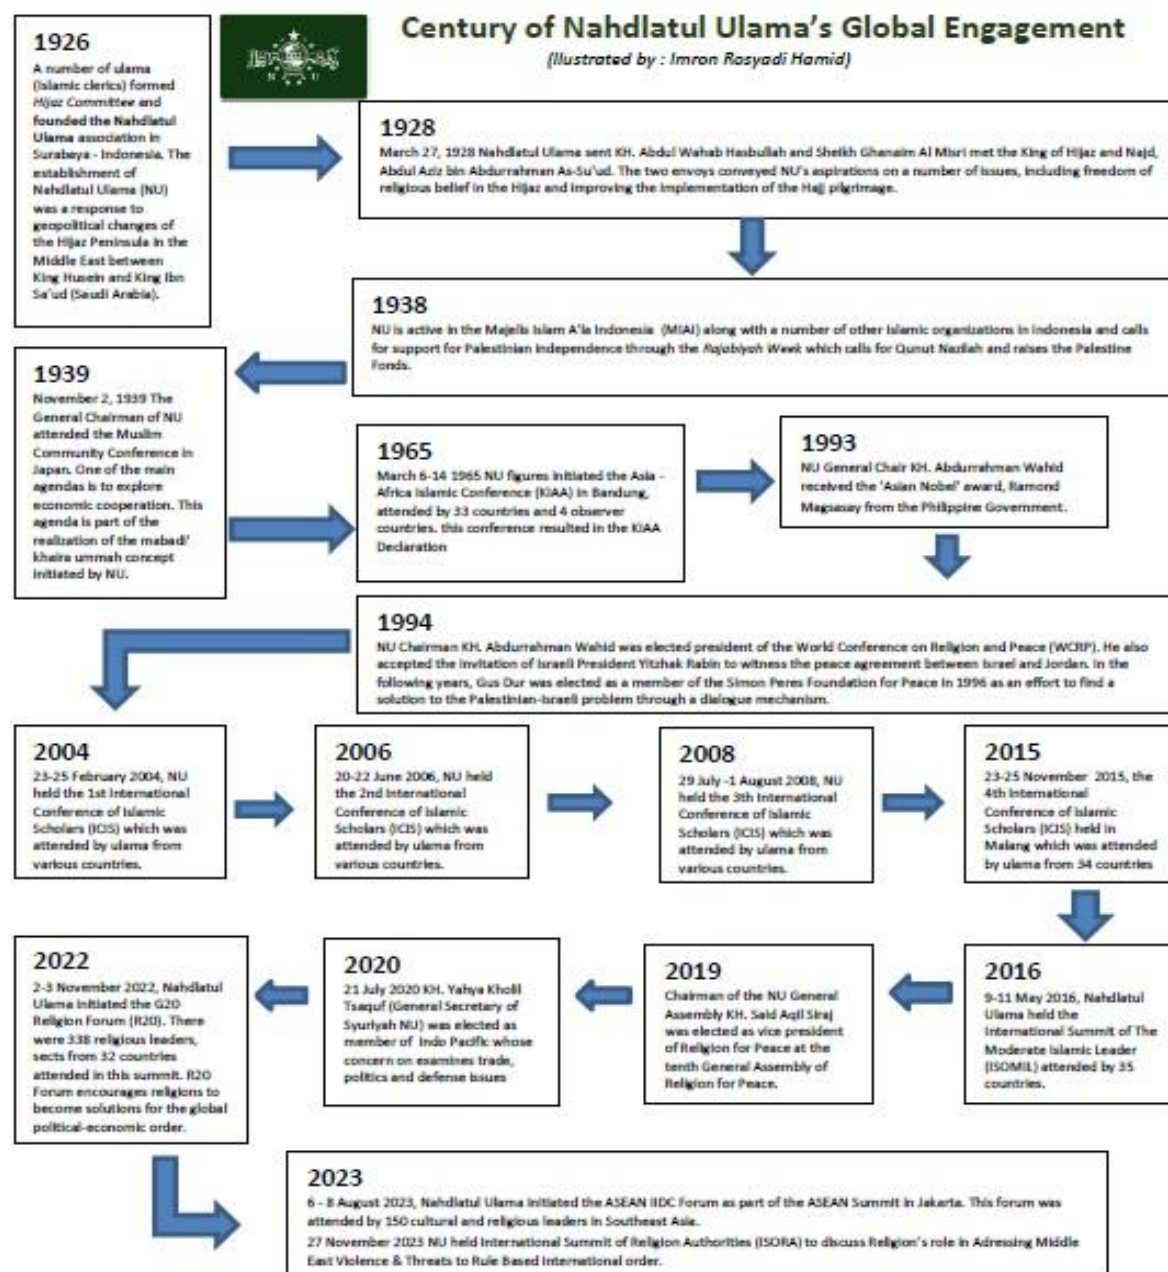 Century of Nahdlatul Ulama's Global Engagement
(Ilustrated by : Imron Rosyadi Hamid)
N U
1926
A number of ulama
(Islamic clerics) formed
Hijaz Committee and
founded the Nahdlatul
Ulama association in
Surabaya - Indonesia. The
establishment of
Nahdlatul Ulama (NU)
was a response to
geopolitical changes of
the Hijaz Peninsula in the
Middle East between
King Husein and King Ibn
Sa'ud (Saudi Arabia).
1928
March 27, 1928 Nahdlatul Ulama sent KH. Abdul Wahab Hasbullah and Sheikh Ghanaim Al Misri met the King of Hijaz and Najd,
Abdul Aziz bin Abdurrahman As-Su'ud. The two envoys conveyed NU's aspirations on a number of issues, including freedom of
religious belief in the Hijaz and improving the implementation of the Hajj pilgrimage.
1938
NU is active in the Majelis Islam A'la Indonesia (MIAI) along with a number of other Islamic organizations in Indonesia and calls
for support for Palestinian independence through the Rajabiyah Week which calls for Qunut Nazilah and raises the Palestine
Fonds.
1939
November 2, 1939 The
General Chairman of NU
attended the Muslim
Community Conference in
Japan. One of the main
agendas is to explore
economic cooperation. This
agenda is part of the
realization of the mabadi'
khaira ummah concept
initiated by NU.
1965
March 6-14 1965 NU figures initiated the Asia -
Africa Islamic Conference (KIAA) in Bandung,
attended by 33 countries and 4 observer
countries. this conference resulted in the KIAA
Declaration
1993
NU General Chair KH. Abdurrahman Wahid
received the 'Asian Nobel' award, Ramond
Magsasay from the Philippine Government.
1994
NU Chairman KH. Abdurrahman Wahid was elected president of the World Conference on Religion and Peace (WCRP). He also
accepted the invitation of Israeli President Yitzhak Rabin to witness the peace agreement between Israel and Jordan. In the
following years, Gus Dur was elected as a member of the Simon Peres Foundation for Peace in 1996 as an effort to find a
solution to the Palestinian-Israeli problem through a dialogue mechanism.
2004
23-25 February 2004, NU
held the 1st International
Conference of Islamic
Scholars (ICIS) which was
attended by ulama from
various countries.
2006
20-22 June 2006, NU held
the 2nd International
Conference of Islamic
Scholars (ICIS) which was
attended by ulama from
various countries.
2008
29 July -1 August 2008, NU
held the 3th International
Conference of Islamic
Scholars (ICIS) which was
attended by ulama from
various countries.
2015
23-25 November 2015, the
4th International
Conference of Islamic
Scholars (ICIS) held in
Malang which was attended
by ulama from 34 countries
2016
9-11 May 2016, Nahdlatul
Ulama held the
International Summit of The
Moderate Islamic Leader
(ISOMIL) attended by 35
countries.
2019
Chairman of the NU General
Assembly KH. Said Aqil Siraj
was elected as vice president
of Religion for Peace at the
tenth General Assembly of
Religion for Peace.
2020
21 July 2020 KH. Yahya Kholil
Tsaquf (General Secretary of
Syuriyah NU) was elected as
member of Indo Pacific whose
concern on examines trade,
politics and defense issues
2022
2-3 November 2022, Nahdlatul
Ulama initiated the G20
Religion Forum (R20). There
were 338 religious leaders,
sects from 32 countries
attended in this summit. R20
Forum encourages religions to
become solutions for the global
political-economic order.
2023
6 - 8 August 2023, Nahdlatul Ulama initiated the ASEAN IIDC Forum as part of the ASEAN Summit in Jakarta. This forum was
attended by 150 cultural and religious leaders in Southeast Asia.
27 November 2023 NU held International Summit of Religion Authorities (ISORA) to discuss Religion's role in Adressing Middle
East Violence & Threats to Rule Based International order.